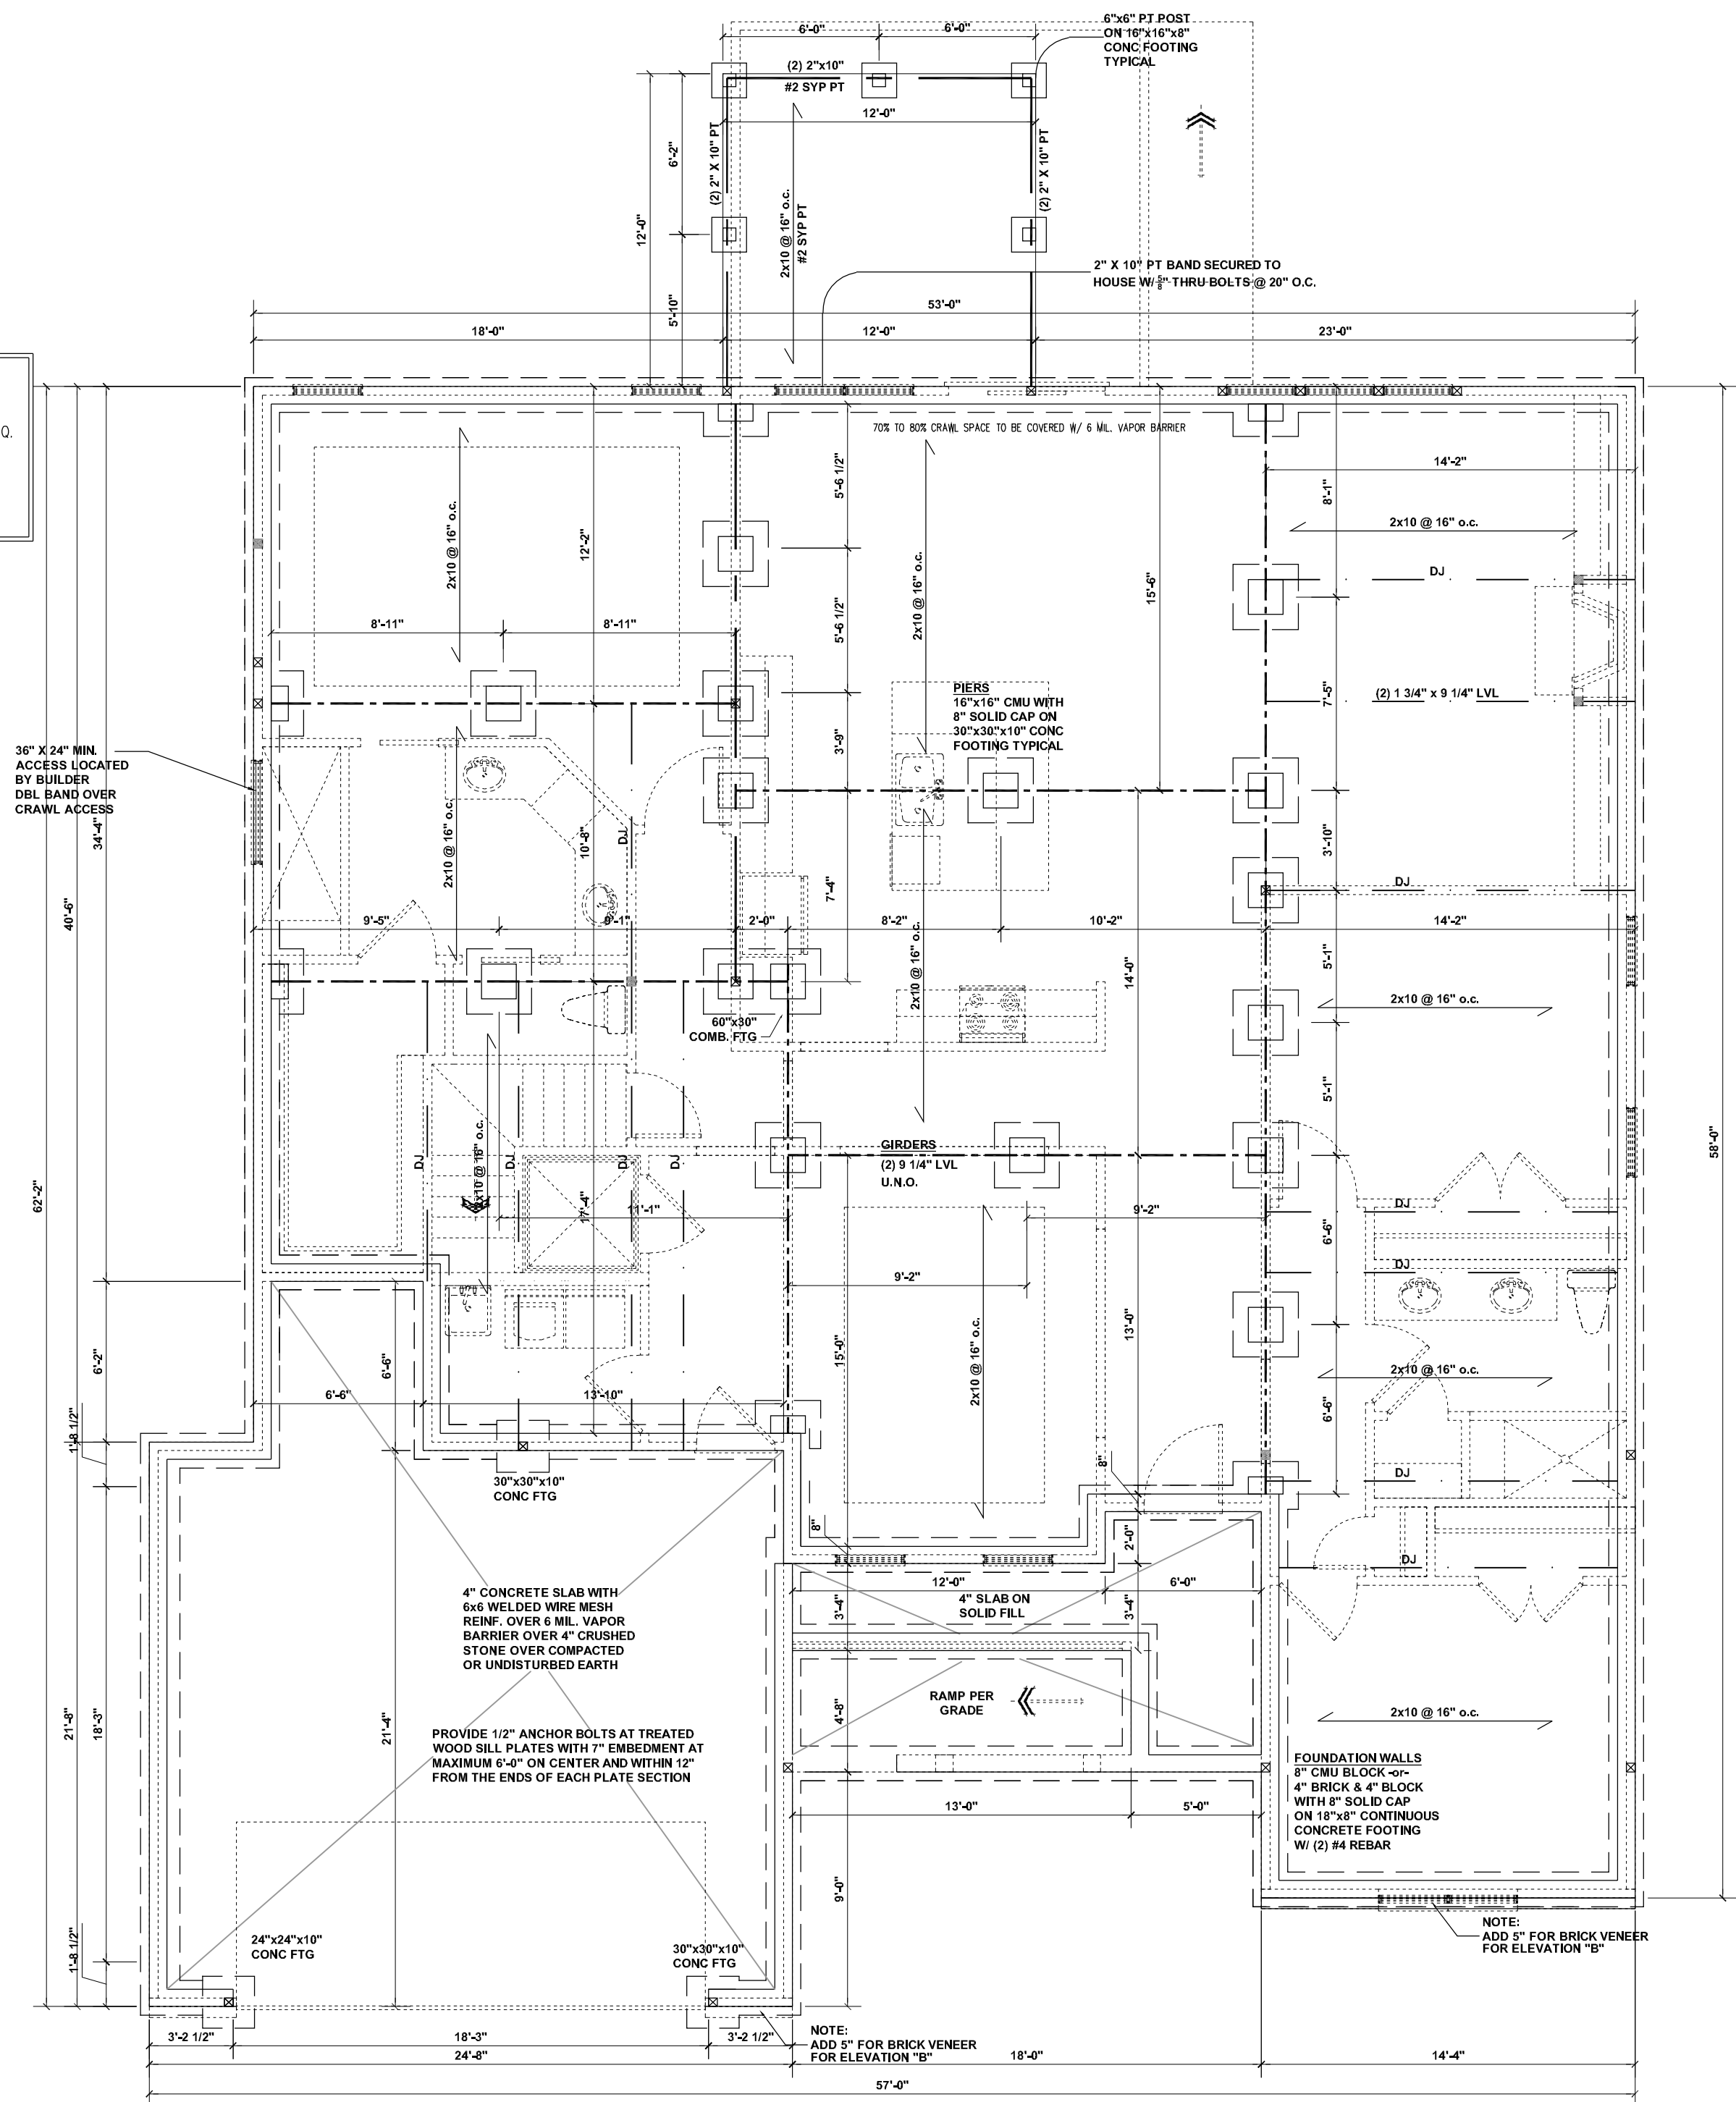 6'-0"
6'-0"
6"x6" PT POST
ON 16"x16"x8"
CONC FOOTING
TYPICAL
(2) 2"x10"
#2 SYP PT
12'-0"
6'-2"
(2) 2" X 10" PT
(2) 2" X 10" PT
12'-0"
2x10 @ 16" o.c.
#2 SYP PT
5'-10"
2" X 10" PT BAND SECURED TO
HOUSE W/ 5/8" THRU BOLTS @ 20" O.C.
53'-0"
18'-0"
12'-0"
23'-0"
Q.
70% TO 80% CRAWL SPACE TO BE COVERED W/ 6 MIL. VAPOR BARRIER
14'-2"
5'-6 1/2"
8'-1"
2x10 @ 16" o.c.
2x10 @ 16" o.c.
12'-2"
DJ
15'-6"
2x10 @ 16" o.c.
5'-6 1/2"
8'-11"
8'-11"
PIERS
16"x16" CMU WITH
8" SOLID CAP ON
30"x30"x10" CONC
FOOTING TYPICAL
(2) 1 3/4" x 9 1/4" LVL
7'-5"
3'-9"
36" X 24" MIN.
ACCESS LOCATED
BY BUILDER
DBL BAND OVER
CRAWL ACCESS
34'-4"
40'-6"
62'-2"
2x10 @ 16" o.c.
10'-8"
DJ
3'-10"
DJ
7'-4"
9'-5"
9'-1"
2'-0"
8'-2"
10'-2"
14'-2"
2x10 @ 16" o.c.
14'-0"
5'-1"
2x10 @ 16" o.c.
60"x30"
COMB. FTG
5'-1"
58'-0"
GIRDERS
(2) 9 1/4" LVL
U.N.O.
2x10 @ 16" o.c.
DJ
DJ
DJ
DJ
17'-4"
11'-1"
9'-2"
DJ
6'-6"
9'-2"
DJ
13'-0"
6'-2"
6'-6"
15'-0"
2x10 @ 16" o.c.
2x10 @ 16" o.c.
6'-6"
13'-10"
6'-6"
1'-8 1/2"
8"
DJ
30"x30"x10"
CONC FTG
8"
2'-0"
DJ
12'-0"
6'-0"
4" SLAB ON
SOLID FILL
3'-4"
3'-4"
4" CONCRETE SLAB WITH
6x6 WELDED WIRE MESH
REINF. OVER 6 MIL. VAPOR
BARRIER OVER 4" CRUSHED
STONE OVER COMPACTED
OR UNDISTURBED EARTH
RAMP PER
GRADE
4'-8"
2x10 @ 16" o.c.
21'-8"
18'-3"
21'-4"
PROVIDE 1/2" ANCHOR BOLTS AT TREATED
WOOD SILL PLATES WITH 7" EMBEDMENT AT
MAXIMUM 6'-0" ON CENTER AND WITHIN 12"
FROM THE ENDS OF EACH PLATE SECTION
FOUNDATION WALLS
8" CMU BLOCK -or-
4" BRICK & 4" BLOCK
WITH 8" SOLID CAP
ON 18"x8" CONTINUOUS
CONCRETE FOOTING
W/ (2) #4 REBAR
13'-0"
5'-0"
9'-0"
1'-8 1/2"
24"x24"x10"
CONC FTG
30"x30"x10"
CONC FTG
NOTE:
ADD 5" FOR BRICK VENEER
FOR ELEVATION "B"
NOTE:
ADD 5" FOR BRICK VENEER
FOR ELEVATION "B"
3'-2 1/2"
18'-3"
3'-2 1/2"
24'-8"
18'-0"
14'-4"
57'-0"